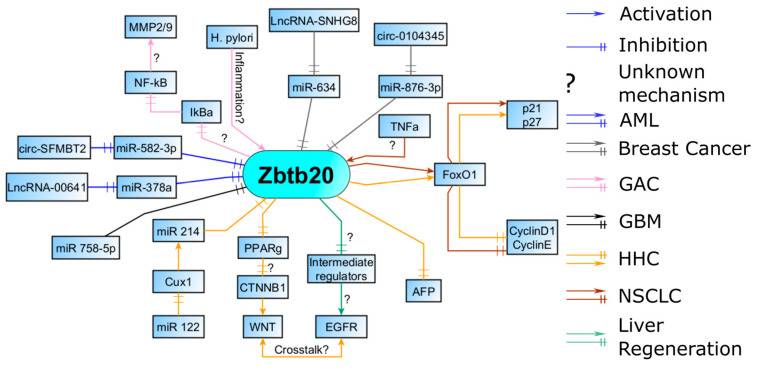 LncRNA-SNHG8
MMP2/9
H. pylori
circ-0104345
?
Inflammation?
NF-kB
miR-634
miR-876-3p
IkBa
?
TNFa
?
circ-SFMBT2
miR-582-3p
Zbtb20
FoxO1
p21
p27
LncRNA-00641
miR-378a
miR 758-5p
miR 214
PPARg
?
?
Intermediate
regulators
CyclinD1
CyclinE
Cux1
CTNNB1
?
AFP
miR 122
WNT
EGFR
Crosstalk?
Activation
Inhibition
?
Unknown
mechanism
AML
Breast Cancer
GAC
GBM
HHC
NSCLC
Liver
Regeneration